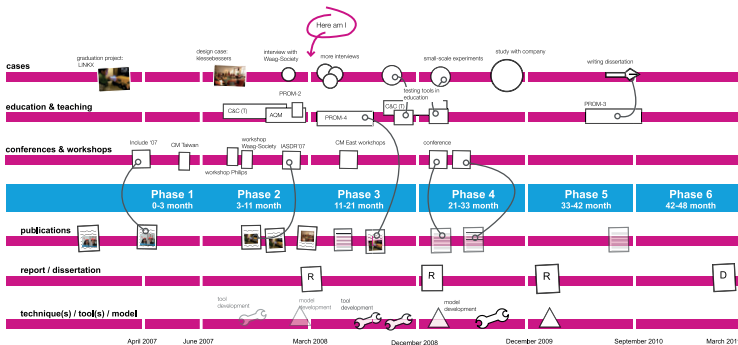 Here am I
cases
graduation project:
LINKX
design case:
klessebessers
interview with
Waag-Society
more interviews
small-scale experiments
study with company
writing dissertation
education & teaching
C&C (T)
AQM
PROM-2
PROM-4
C&C (T)
testing tools in
education
PROM-3
conferences & workshops
Include '07
CM Taiwan
workshop Philips
workshop
Waag-Society
IASDR'07
CM East workshops
conference
Phase 1
0-3 month
Phase 2
3-11 month
Phase 3
11-21 month
Phase 4
21-33 month
Phase 5
33-42 month
Phase 6
42-48 month
publications
report / dissertation
R
R
R
D
technique(s) / tool(s) / model
tool
development
model
development
tool
development
model
development
April 2007
June 2007
March 2008
December 2008
December 2009
September 2010
March 201